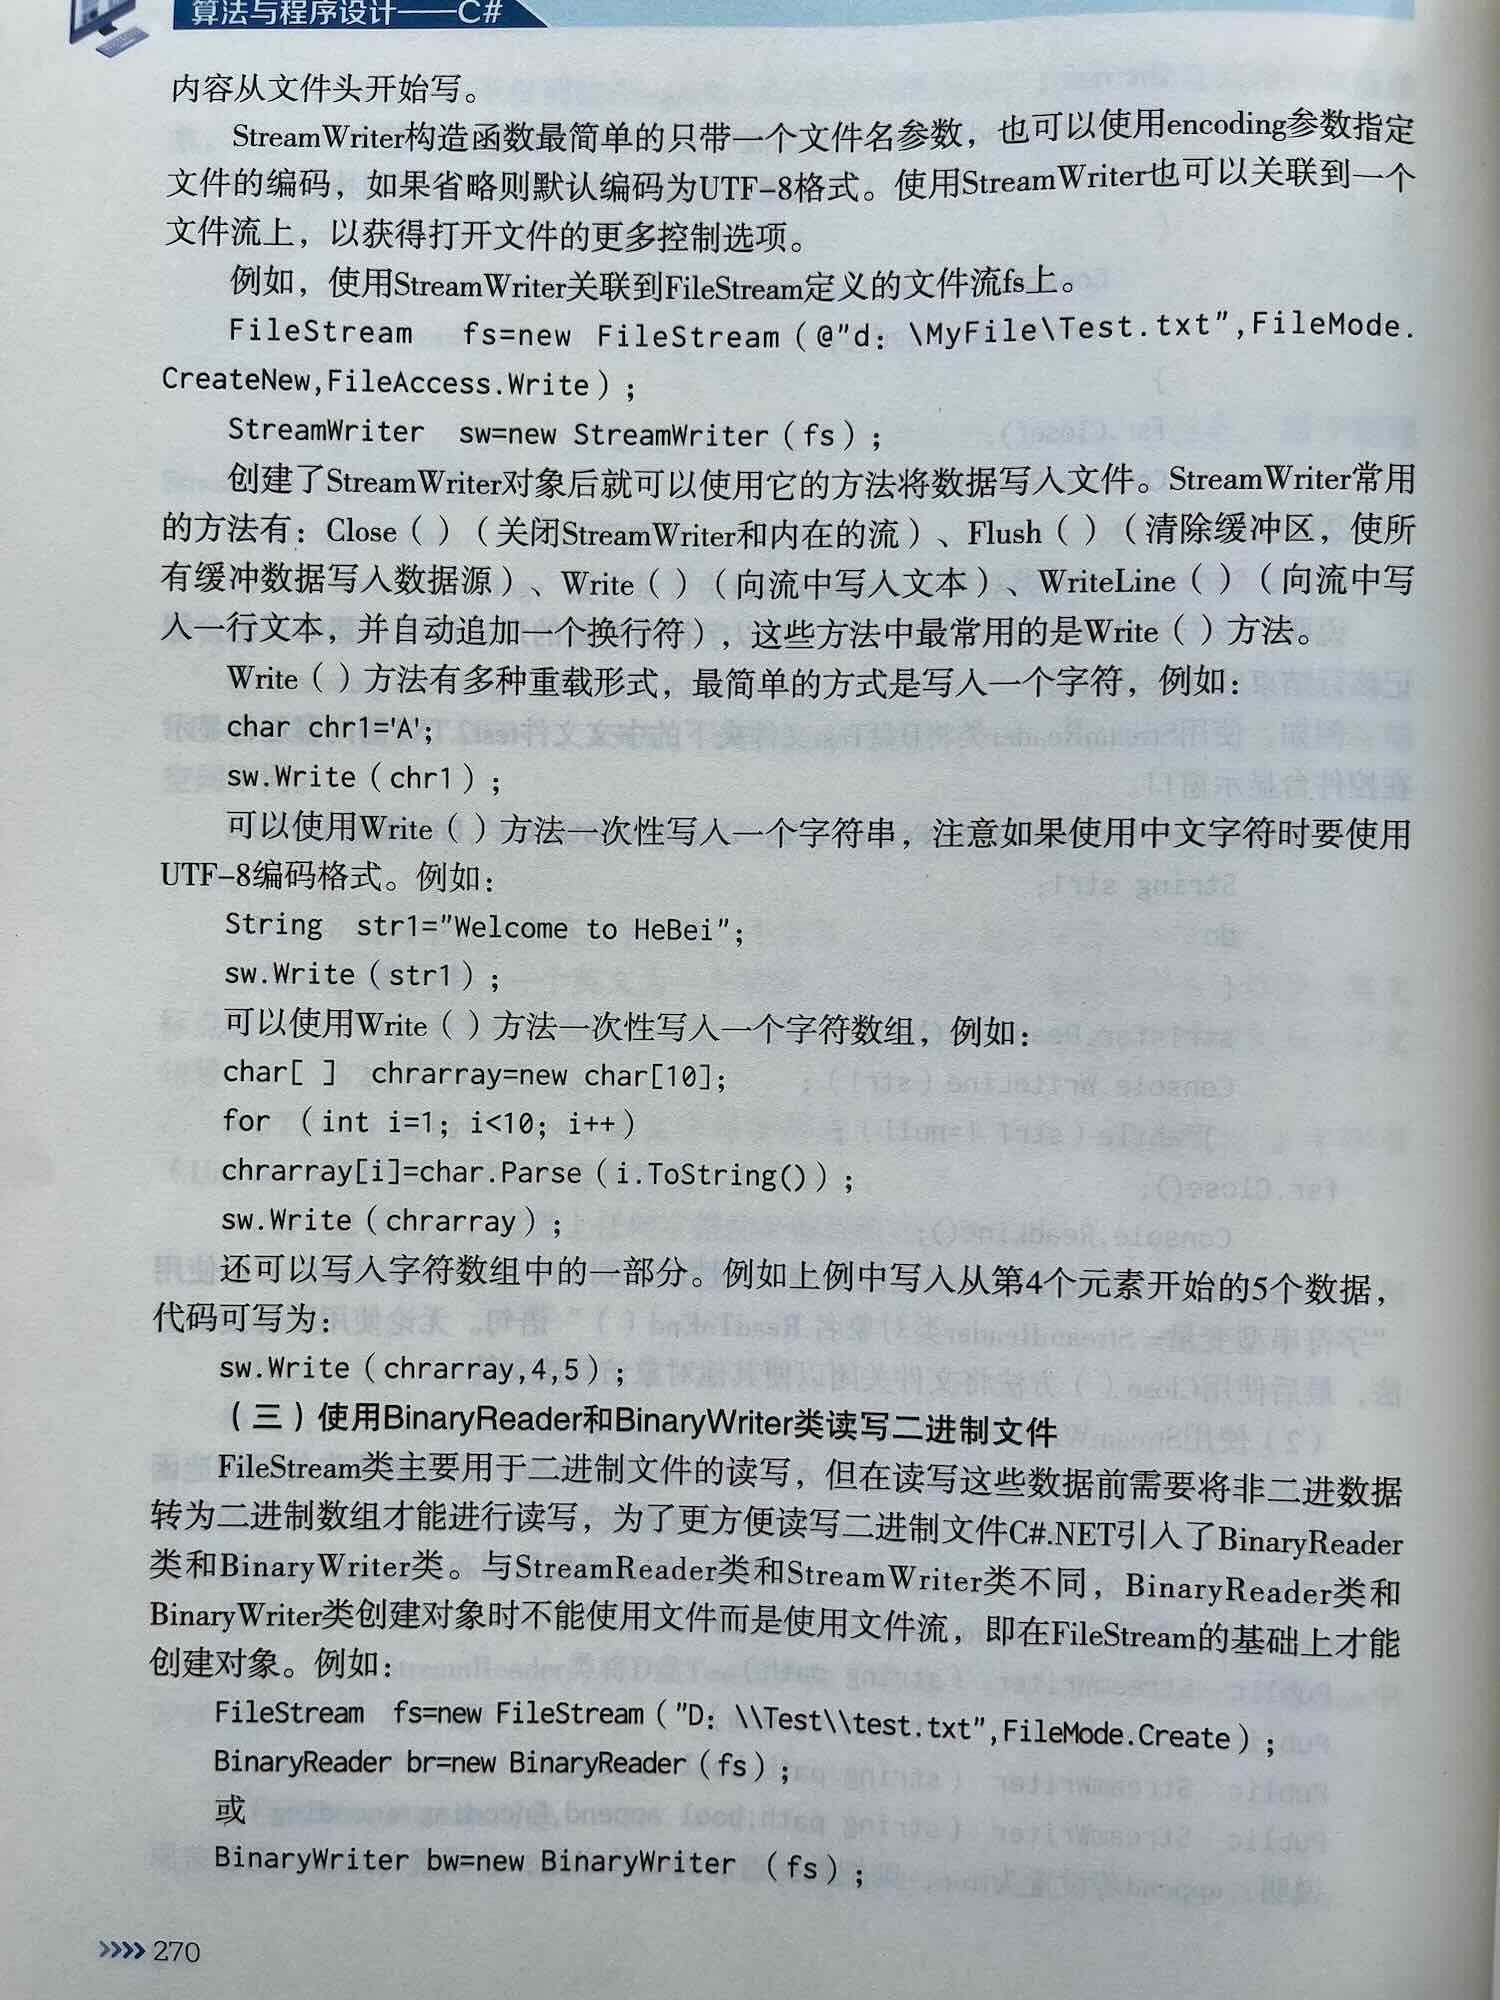 算法与程序设计——C#
内容从文件头开始写。
StreamWriter构造函数最简单的只带一个文件名参数，也可以使用encoding参数指定
文件的编码，如果省略则默认编码为UTF-8格式。使用StreamWriter也可以关联到一个
文件流上，以获得打开文件的更多控制选项。
例如，使用StreamWriter关联到FileStream定义的文件流fs上。
FileStream fs=new FileStream（@"d：\MyFile\Test.txt",FileMode.
CreateNew,FileAccess.Write）；
StreamWriter sw=new StreamWriter（fs）；
创建了StreamWriter对象后就可以使用它的方法将数据写入文件。StreamWriter常用
的方法有：Close（）（关闭StreamWriter和内在的流）、Flush（）（清除缓冲区，使所
有缓冲数据写入数据源）、Write（）（向流中写入文本）、WriteLine（）（向流中写
入一行文本，并自动追加一个换行符），这些方法中最常用的是Write（）方法。
Write（）方法有多种重载形式，最简单的方式是写入一个字符，例如：
char chr1='A'；
sw.Write（chr1）；
可以使用Write（）方法一次性写入一个字符串，注意如果使用中文字符时要使用
UTF-8编码格式。例如：
String str1="Welcome to HeBei"；
sw.Write（str1）；
可以使用Write（）方法一次性写入一个字符数组，例如：
char[ ] chrarray=new char[10]；
for （int i=1；i<10；i++）
chrarray[i]=char.Parse（i.ToString()）；
sw.Write（chrarray）；
还可以写入字符数组中的一部分。例如上例中写入从第4个元素开始的5个数据，
代码可写为：
sw.Write（chrarray,4,5）；
（三）使用BinaryReader和BinaryWriter类读写二进制文件
FileStream类主要用于二进制文件的读写，但在读写这些数据前需要将非二进数据
转为二进制数组才能进行读写，为了更方便读写二进制文件C#.NET引入了BinaryReader
类和BinaryWriter类。与StreamReader类和StreamWriter类不同，BinaryReader类和
BinaryWriter类创建对象时不能使用文件而是使用文件流，即在FileStream的基础上才能
创建对象。例如：
FileStream fs=new FileStream（"D：\\Test\\test.txt",FileMode.Create）；
BinaryReader br=new BinaryReader（fs）；
或
BinaryWriter bw=new BinaryWriter （fs）；
270